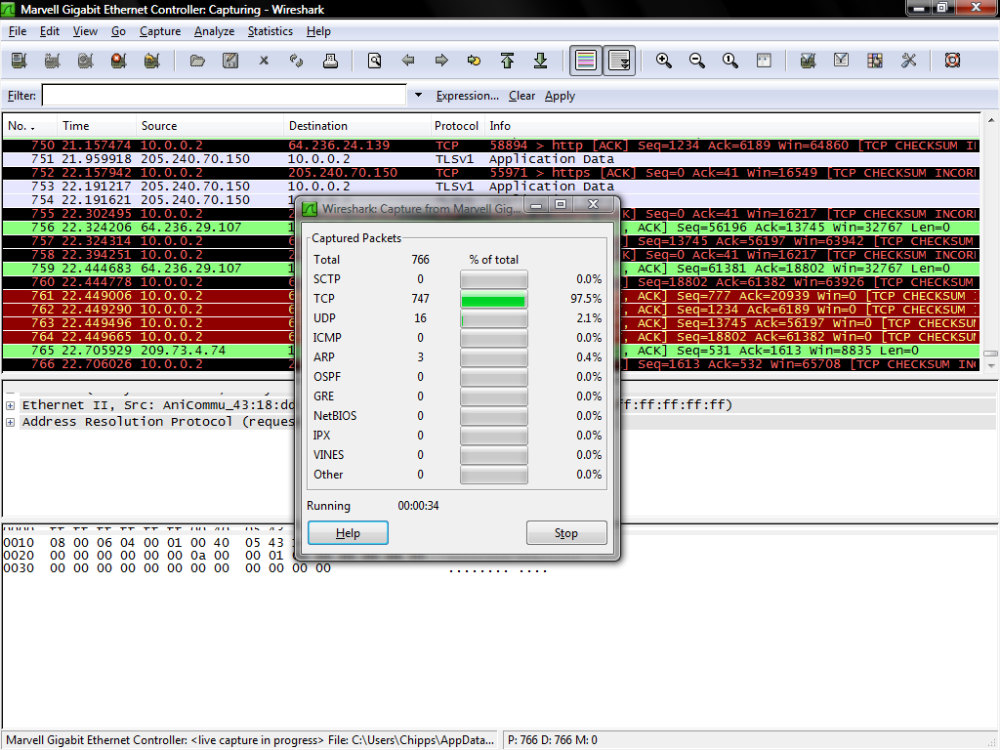 Marvell Gigabit Ethernet Controller: Capturing - Wireshark
File Edit View Go Capture Analyze Statistics Help
Filter: Expression... Clear Apply
No. . Time Source Destination Protocol Info
750 21.157474 10.0.0.2 64.236.24.139 TCP 58894 > http [ACK] Seq=1234 Ack=6189 Win=64860 [TCP CHECKSUM I
751 21.959918 205.240.70.150 10.0.0.2 TLSv1 Application Data
752 22.157942 10.0.0.2 205.240.70.150 TCP 55971 > https [ACK] Seq=0 Ack=41 Win=16549 [TCP CHECKSUM INCOR
753 22.191217 205.240.70.150 10.0.0.2 TLSv1 Application Data
754 22.191621 205.240.70.150
755 22.302495 10.0.0.2 Seq=0 Ack=41 Win=16217 [TCP CHECKSUM INCOR
756 22.324206 64.236.29.107 , ACK] Seq=56196 Ack=13745 Win=32767 Len=0
757 22.324314 10.0.0.2 Seq=13745 Ack=56197 Win=63942 [TCP CHECKSUM
758 22.394251 10.0.0.2 Seq=0 Ack=41 Win=16217 [TCP CHECKSUM INCOR
759 22.444683 64.236.29.107 , ACK] Seq=61381 Ack=18802 Win=32767 Len=0
760 22.444778 10.0.0.2 Seq=18802 Ack=61382 Win=63926 [TCP CHECKSUM
761 22.449006 10.0.0.2 , ACK] Seq=777 Ack=20939 Win=0 [TCP CHECKSUM
762 22.449290 10.0.0.2 , ACK] Seq=1234 Ack=6189 Win=0 [TCP CHECKSUM
763 22.449496 10.0.0.2 , ACK] Seq=13745 Ack=56197 Win=0 [TCP
764 22.449665 10.0.0.2 , ACK] Seq=18802 Ack=61382 Win=0 [TCP
765 22.705929 209.73.4.74 , ACK] Seq=531 Ack=1613 Win=8835 Len=0
766 22.706026 10.0.0.2 Seq=1613 Ack=532 Win=65708 [TCP CHECKSUM IN
Wireshark: Capture from Marvell Gig...
Captured Packets
Total 766 % of total
SCTP 0 0.0%
TCP 747 97.5%
UDP 16 2.1%
ICMP 0 0.0%
ARP 3 0.4%
OSPF 0 0.0%
GRE 0 0.0%
NetBIOS 0 0.0%
IPX 0 0.0%
VINES 0 0.0%
Other 0 0.0%
Running 00:00:34
Help Stop
Ethernet II, Src: AniCommu_43:18:dd ff:ff:ff:ff:ff)
Address Resolution Protocol (reques
0010 08 00 06 04 00 01 00 40 05 43
0020 00 00 00 00 00 00 0a 00 00 01
0030 00 00 00 00 00 00 00 00 00 00 00 00 ........ ....
Marvell Gigabit Ethernet Controller: <live capture in progress> File: C:\Users\Chipps\AppData... P: 766 D: 766 M: 0